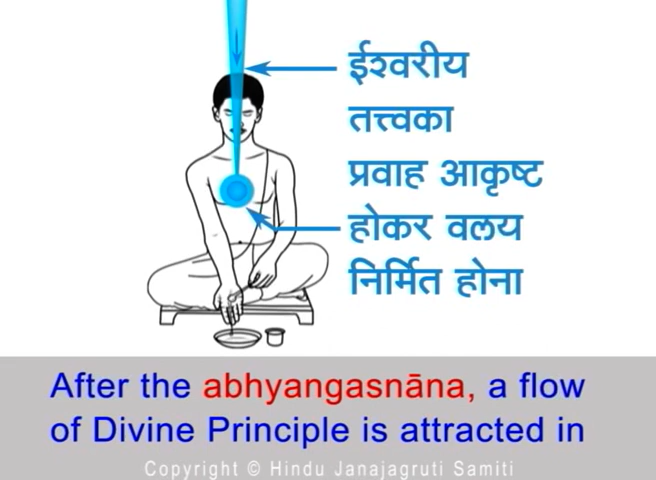 ईश्वरीय
तत्त्वका
प्रवाह आकृष्ट
होकर वलय
निर्मित होना
After the abhyangasnāna, a flow
of Divine Principle is attracted in
Copyright © Hindu Janajagruti Samiti